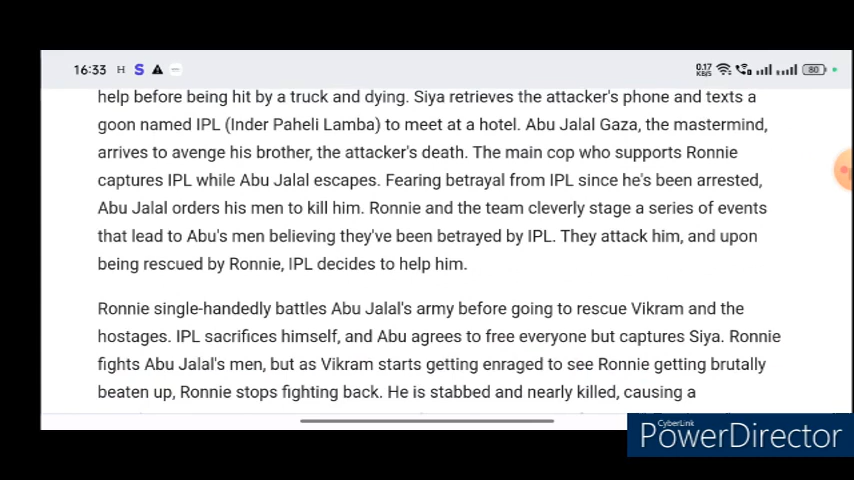 16:33 H S
0.17 KB/S 80
help before being hit by a truck and dying. Siya retrieves the attacker's phone and texts a
goon named IPL (Inder Paheli Lamba) to meet at a hotel. Abu Jalal Gaza, the mastermind,
arrives to avenge his brother, the attacker's death. The main cop who supports Ronnie
captures IPL while Abu Jalal escapes. Fearing betrayal from IPL since he's been arrested,
Abu Jalal orders his men to kill him. Ronnie and the team cleverly stage a series of events
that lead to Abu's men believing they've been betrayed by IPL. They attack him, and upon
being rescued by Ronnie, IPL decides to help him.
Ronnie single-handedly battles Abu Jalal's army before going to rescue Vikram and the
hostages. IPL sacrifices himself, and Abu agrees to free everyone but captures Siya. Ronnie
fights Abu Jalal's men, but as Vikram starts getting enraged to see Ronnie getting brutally
beaten up, Ronnie stops fighting back. He is stabbed and nearly killed, causing a
CyberLink
PowerDirector